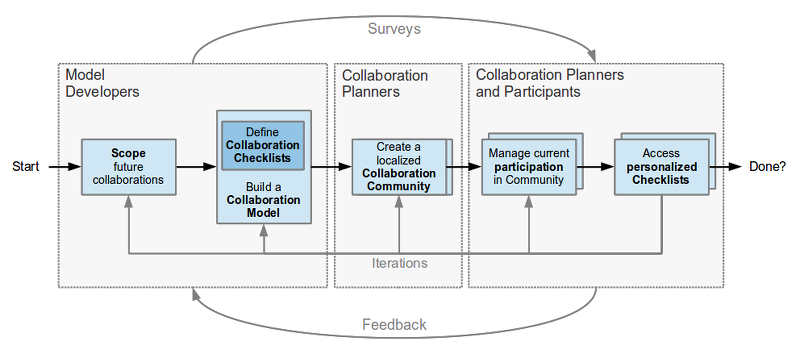 Surveys
Model
Developers
Collaboration
Planners
Collaboration Planners
and Participants
Start
Scope
future
collaborations
Define
Collaboration
Checklists
Build a
Collaboration
Model
Create a
localized
Collaboration
Community
Manage current
participation
in Community
Access
personalized
Checklists
Done?
Iterations
Feedback